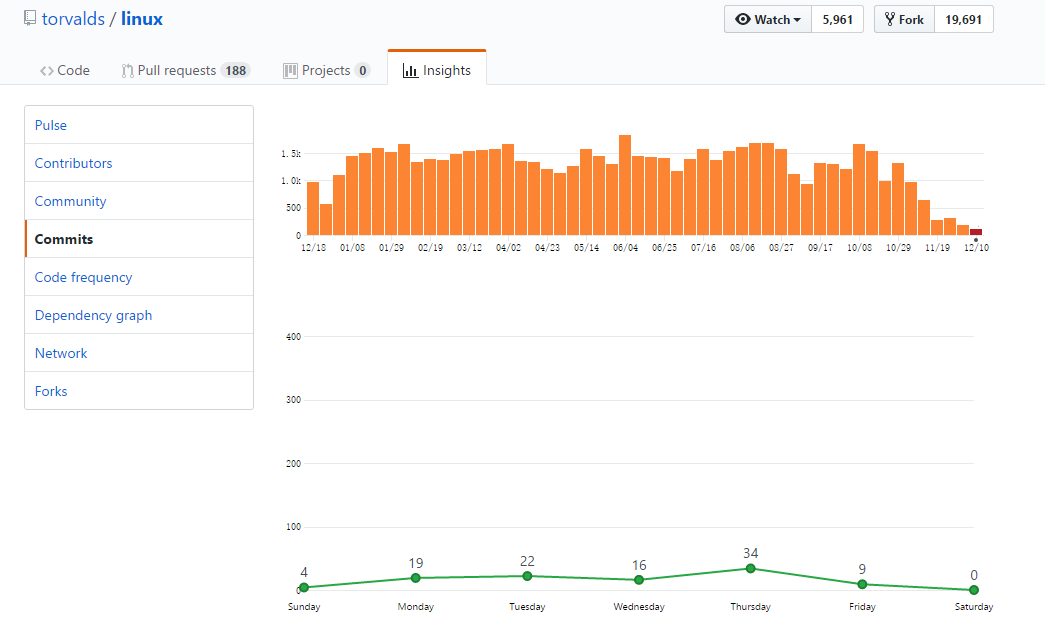 torvalds / linux
Watch 5,961 Fork 19,691
Code Pull requests 188 Projects 0 Insights
Pulse
Contributors
Community
Commits
Code frequency
Dependency graph
Network
Forks
1.5k
1.0k
500
0
12/18 01/08 01/29 02/19 03/12 04/02 04/23 05/14 06/04 06/25 07/16 08/06 08/27 09/17 10/08 10/29 11/19 12/10
400
300
200
100
0
4 19 22 16 34 9 0
Sunday Monday Tuesday Wednesday Thursday Friday Saturday